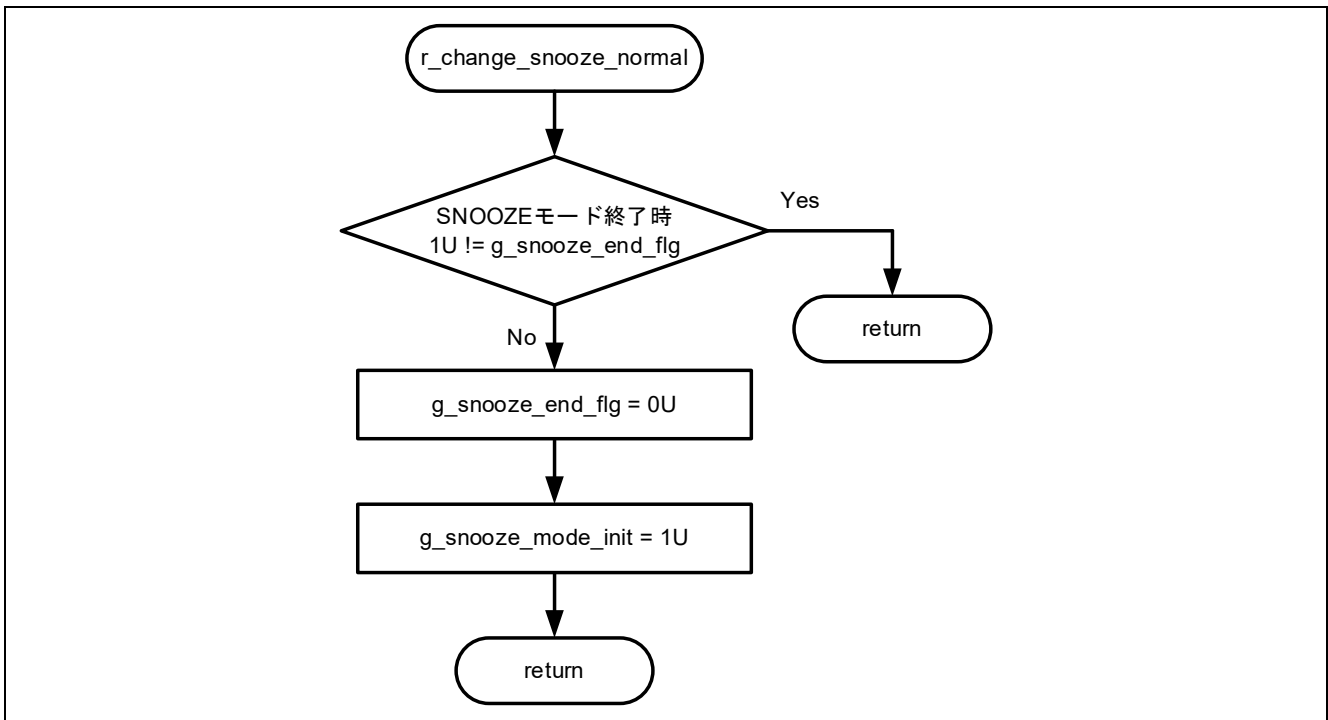 r_change_snooze_normal
SNOOZEモード終了時
1U != g_snooze_end_flg
Yes
return
No
g_snooze_end_flg = 0U
g_snooze_mode_init = 1U
return